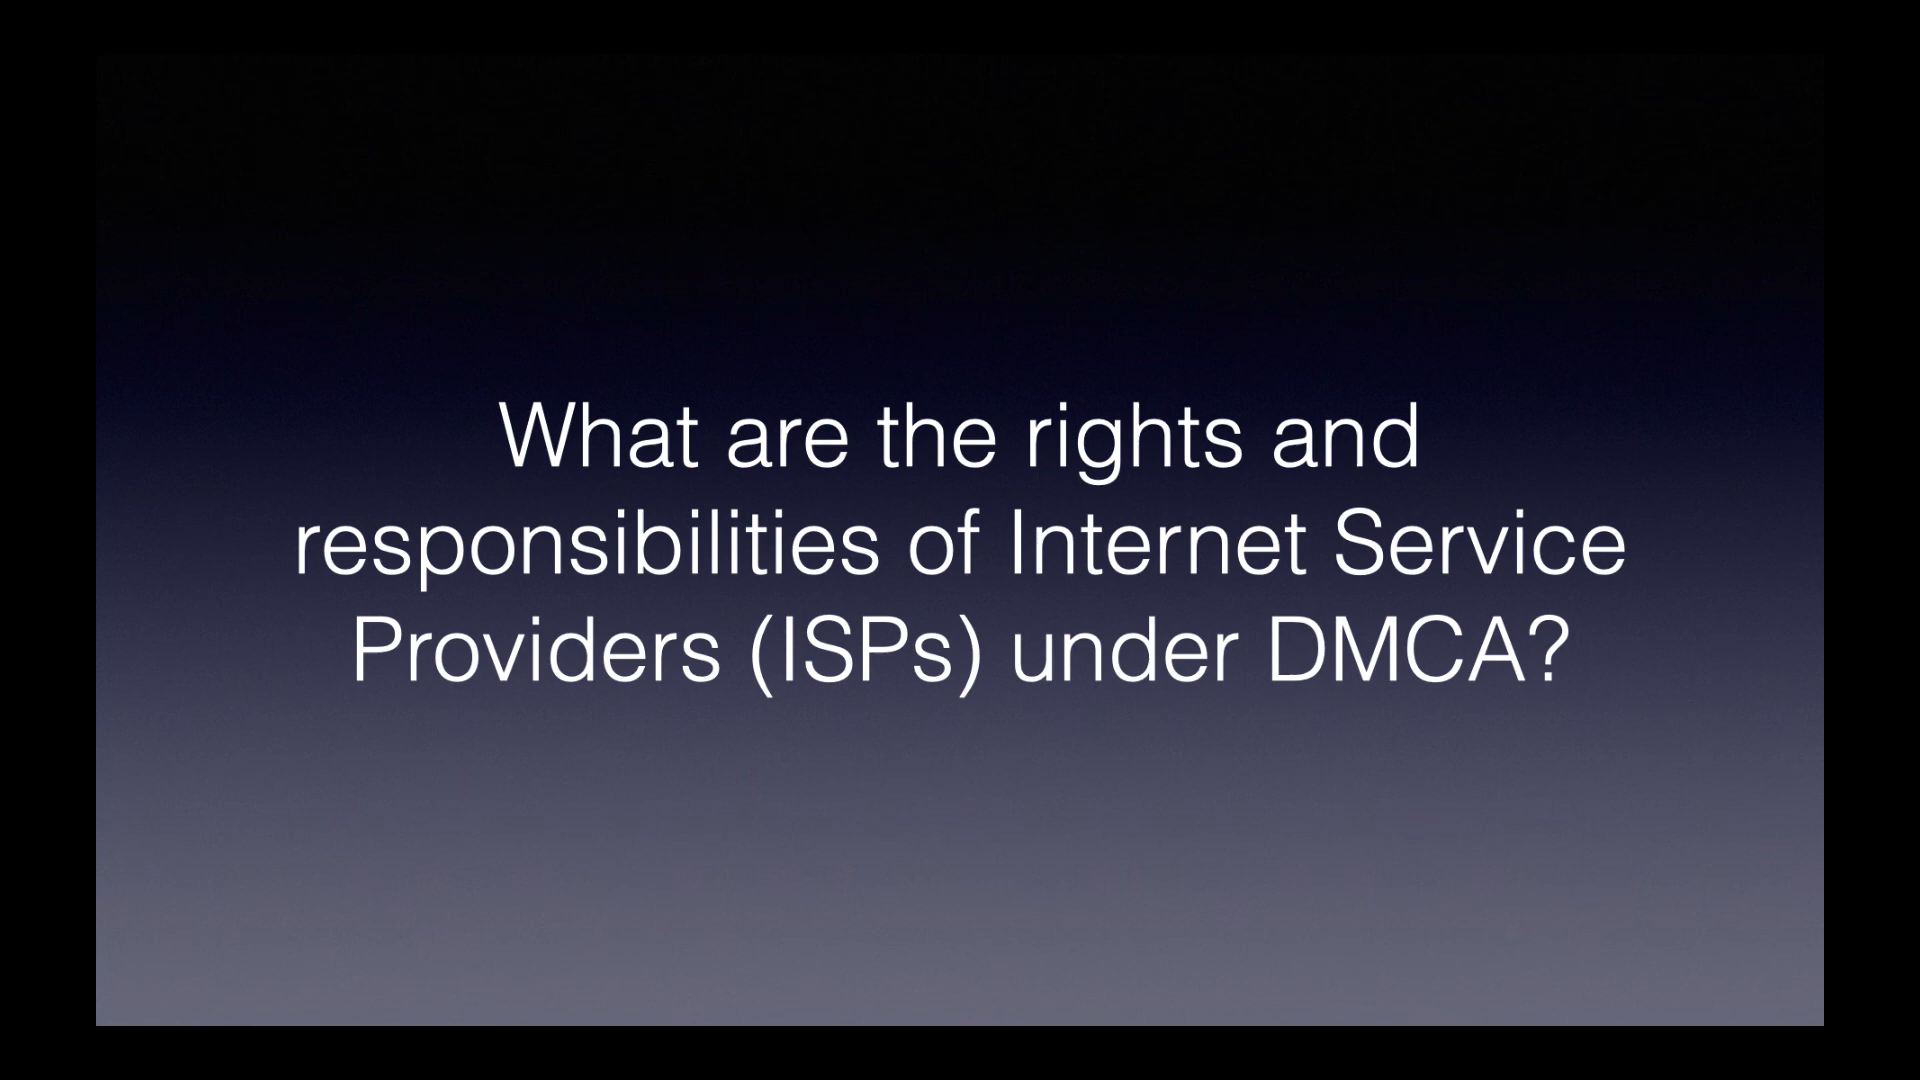 What are the rights and
responsibilities of Internet Service
Providers (ISPs) under DMCA?